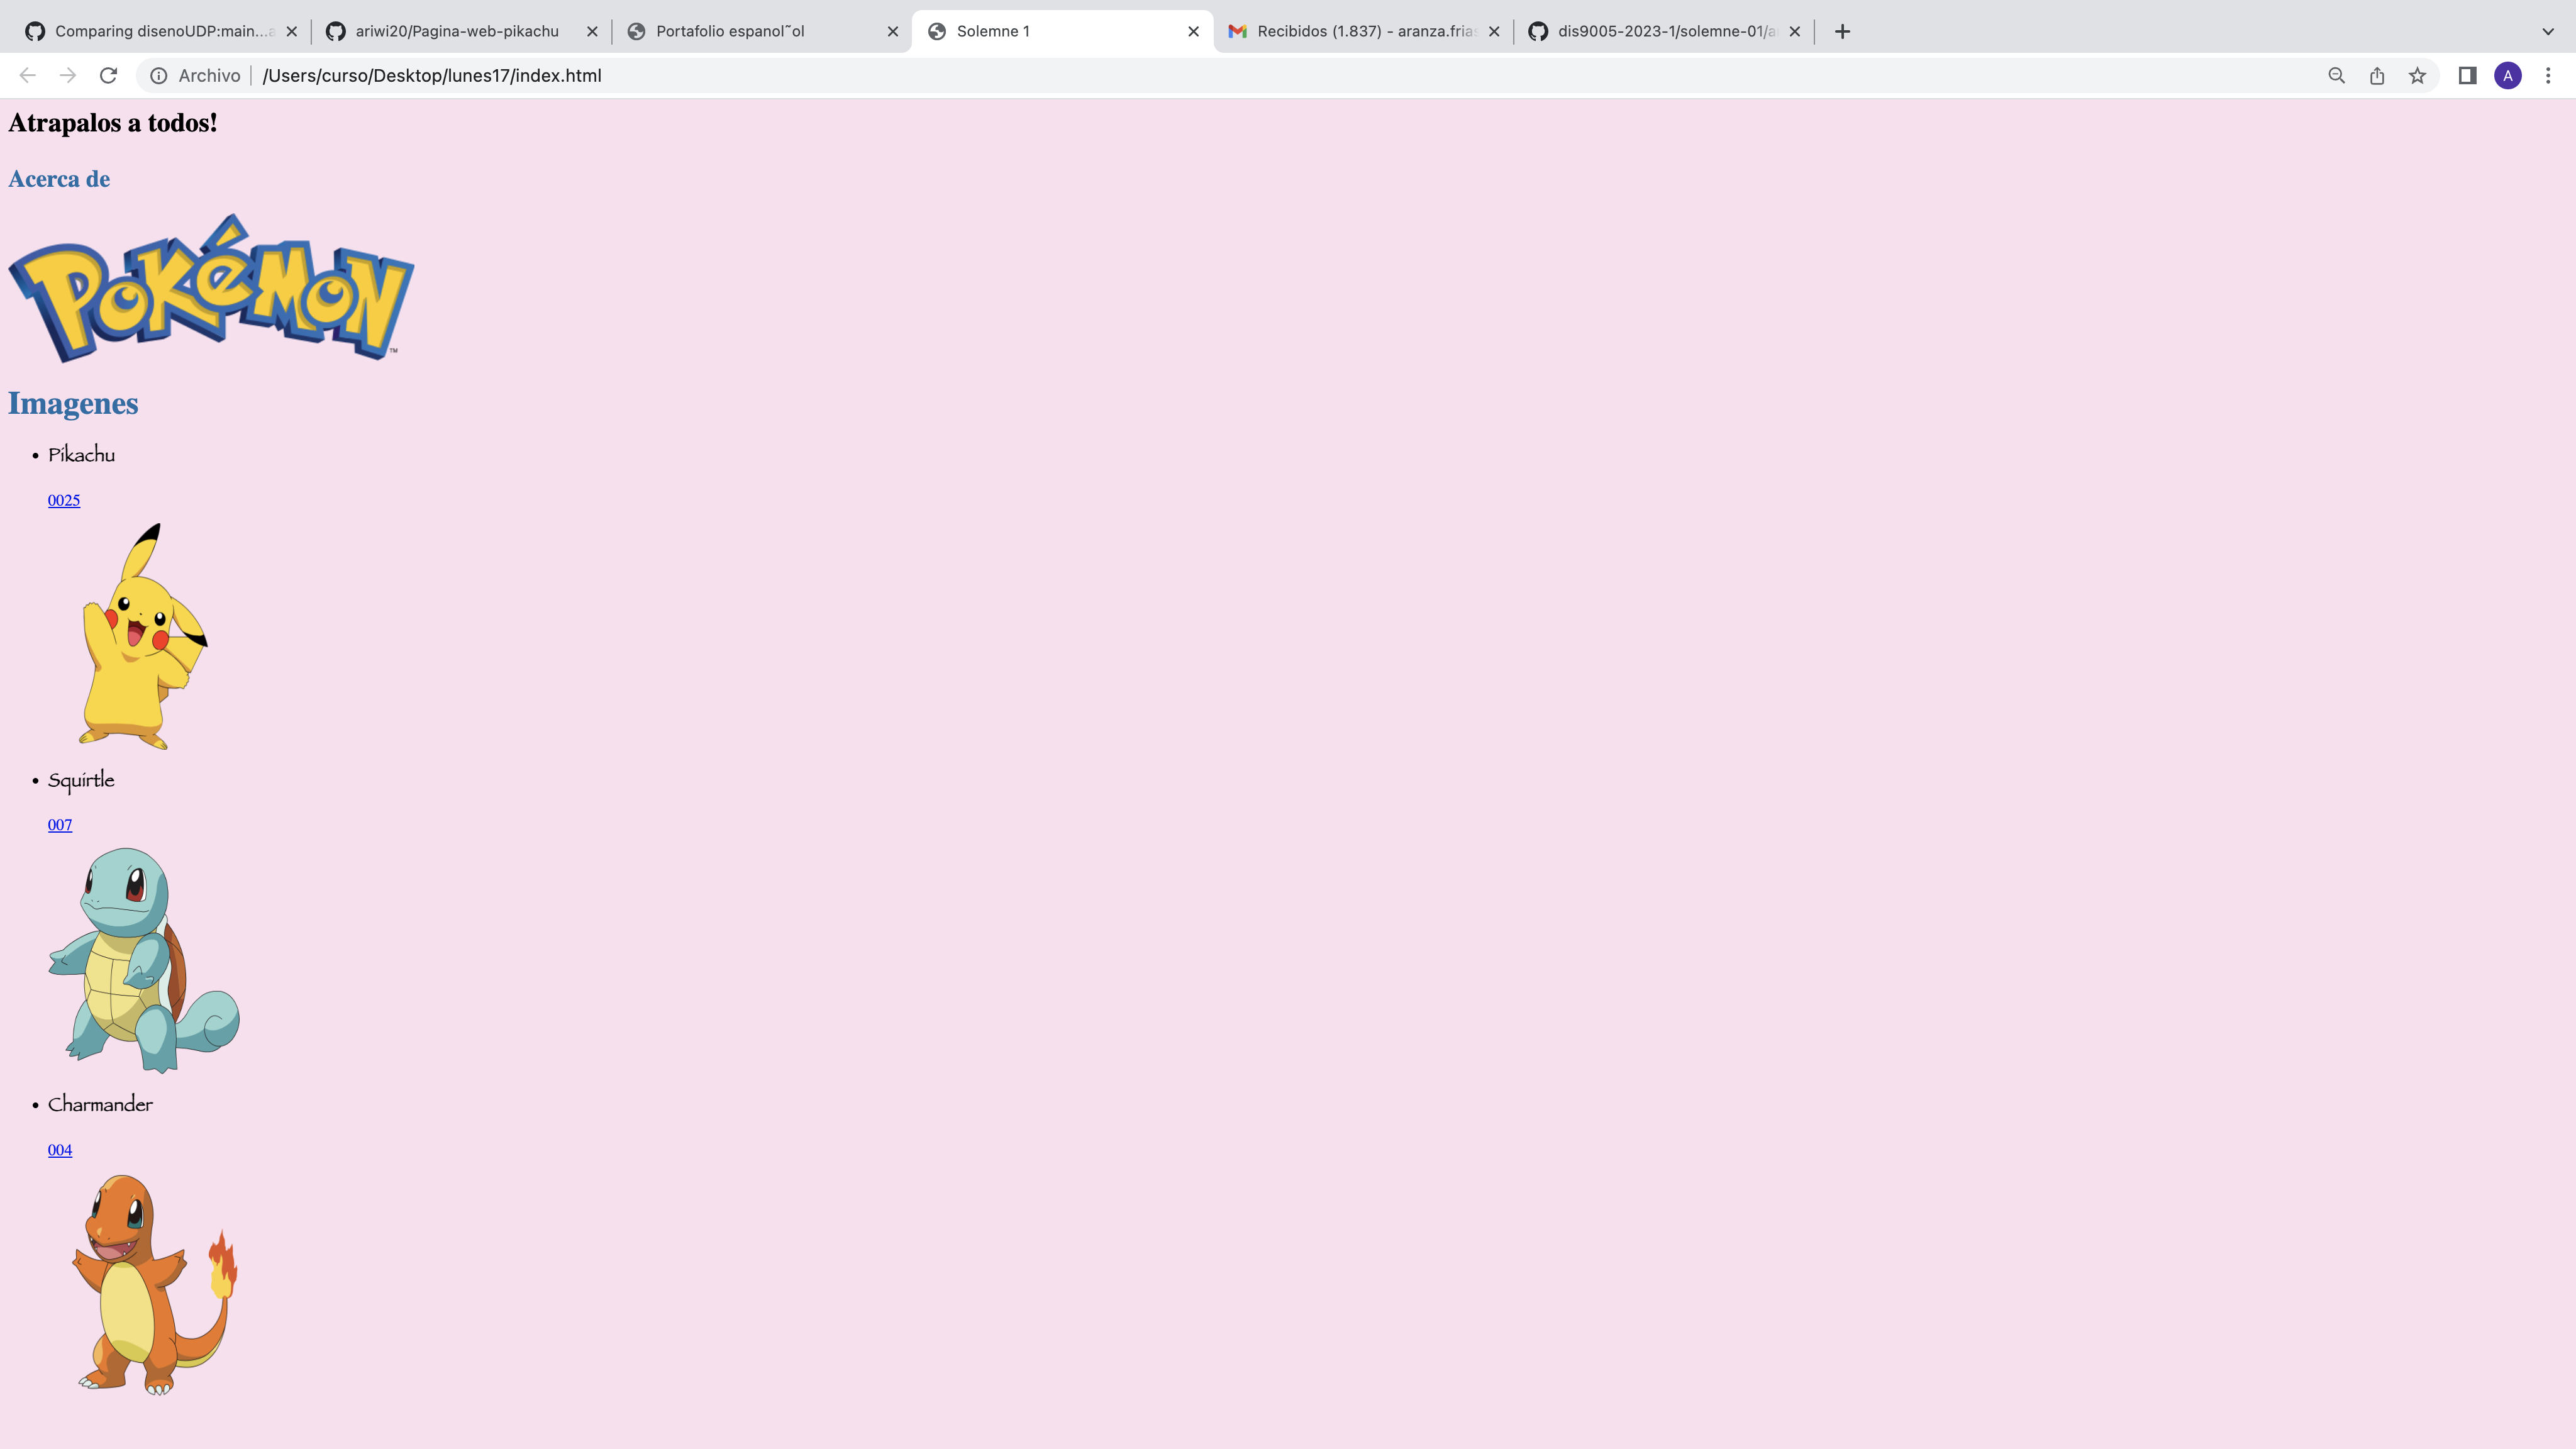 Comparing disenoUDP:main...a
ariwi20/Pagina-web-pikachu
Portafolio espanol˜ol
Solemne 1
Recibidos (1.837) - aranza.frias
dis9005-2023-1/solemne-01/a
Archivo
/Users/curso/Desktop/lunes17/index.html
A
Atrapalos a todos!
Acerca de
POKéMON
TM
Imagenes
• Pikachu
0025
• Squirtle
007
• Charmander
004